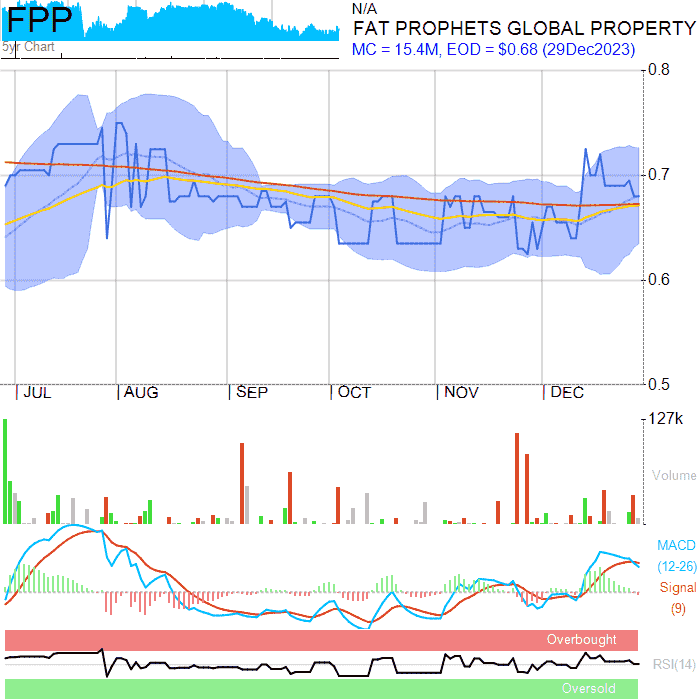 FPP
5yr Chart
N/A
FAT PROPHETS GLOBAL PROPERTY
MC = 15.4M, EOD = $0.68 (29Dec2023)
0.8
0.7
0.6
0.5
JUL AUG SEP OCT NOV DEC
127k
Volume
MACD
(12-26)
Signal
(9)
Overbought
RSI(14)
Oversold